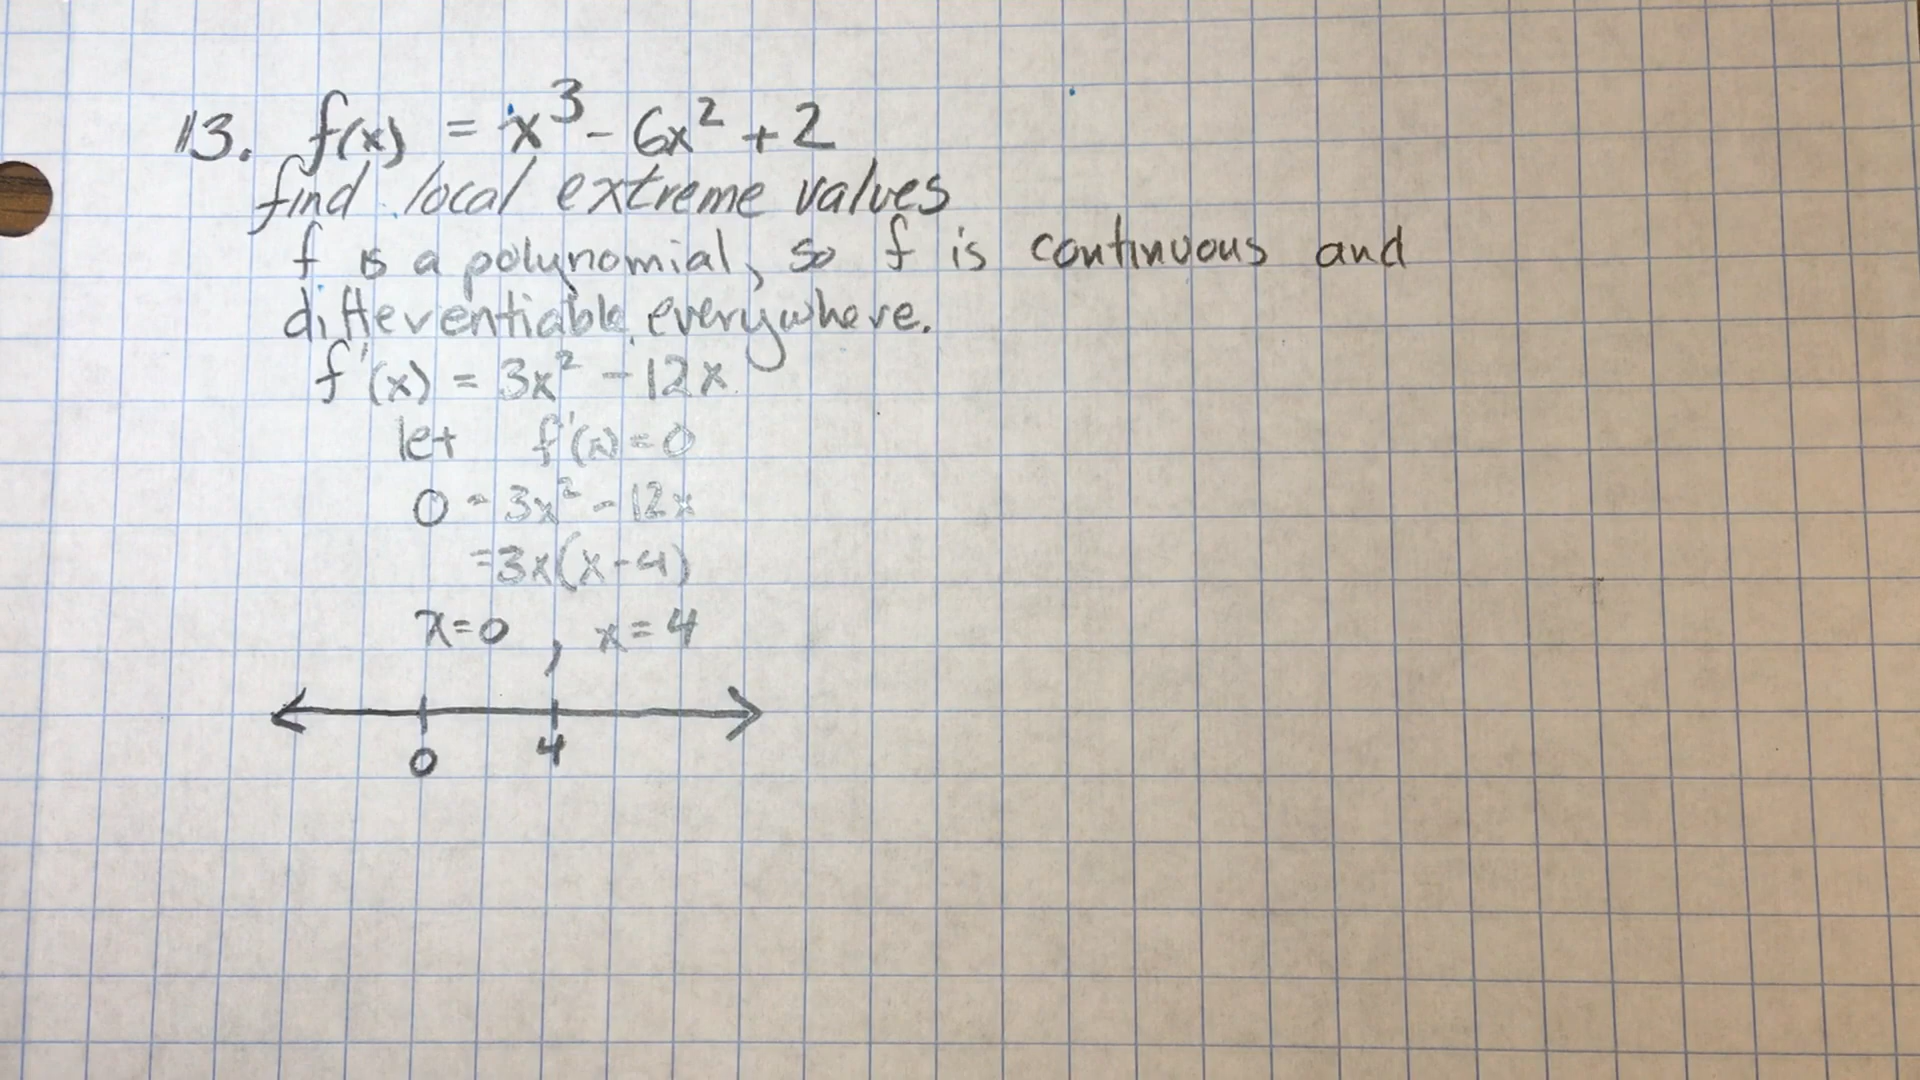 13. f(x) = x³ - 6x² + 2
find local extreme values
f is a polynomial, so f is continuous and
differentiable everywhere.
f'(x) = 3x² - 12x
let f'(x) = 0
0 = 3x² - 12x
= 3x(x-4)
x=0 , x=4
0 4